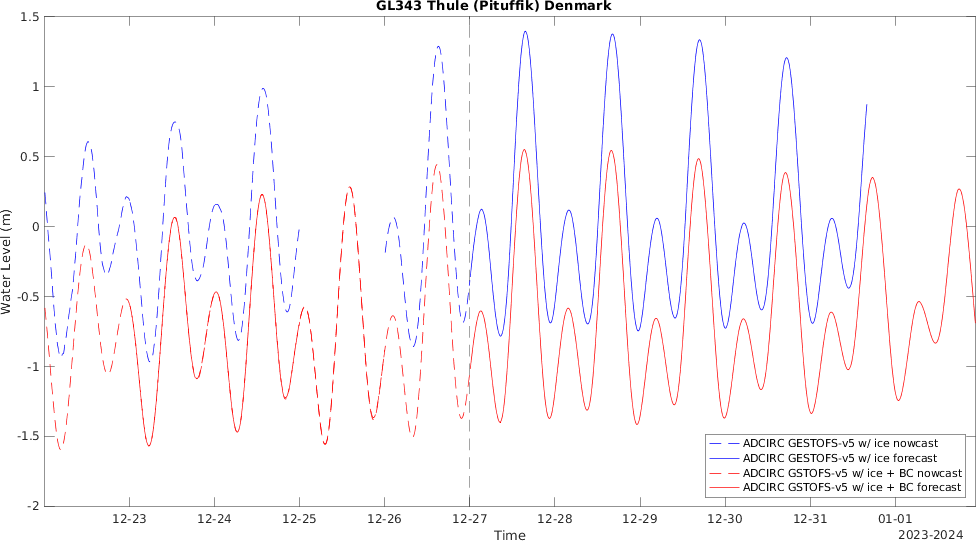 GL343 Thule (Pituffik) Denmark
1.5
1
0.5
0
-0.5
-1
-1.5
-2
Water Level (m)
ADCIRC GESTOFS-v5 w/ ice nowcast
ADCIRC GESTOFS-v5 w/ ice forecast
ADCIRC GSTOFS-v5 w/ ice + BC nowcast
ADCIRC GSTOFS-v5 w/ ice + BC forecast
12-23 12-24 12-25 12-26 12-27 12-28 12-29 12-30 12-31 01-01
Time
2023-2024